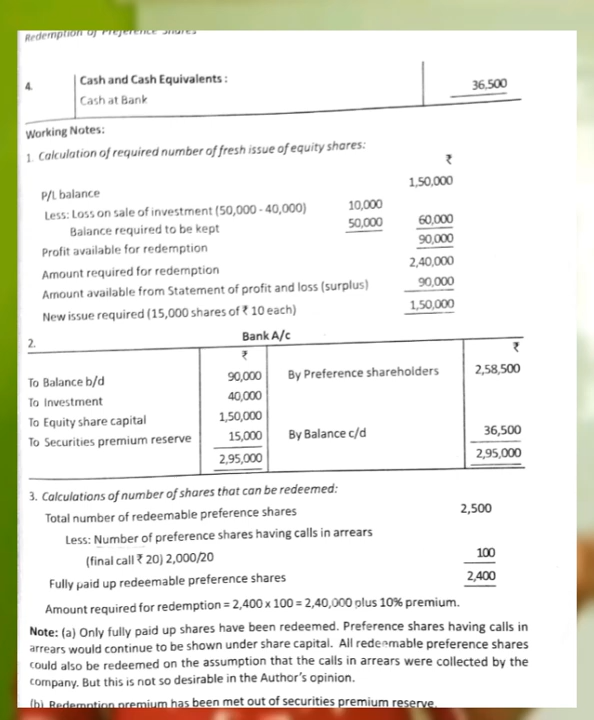 Redemption of Preference Shares
4. Cash and Cash Equivalents :
Cash at Bank 36,500
Working Notes:
1. Calculation of required number of fresh issue of equity shares:
₹
P/L balance 1,50,000
Less: Loss on sale of investment (50,000 - 40,000) 10,000
Balance required to be kept 50,000 60,000
Profit available for redemption 90,000
Amount required for redemption 2,40,000
Amount available from Statement of profit and loss (surplus) 90,000
New issue required (15,000 shares of ₹ 10 each) 1,50,000
2. Bank A/c
₹ ₹
To Balance b/d 90,000 By Preference shareholders 2,58,500
To Investment 40,000
To Equity share capital 1,50,000
To Securities premium reserve 15,000 By Balance c/d 36,500
2,95,000 2,95,000
3. Calculations of number of shares that can be redeemed:
Total number of redeemable preference shares 2,500
Less: Number of preference shares having calls in arrears
(final call ₹ 20) 2,000/20 100
Fully paid up redeemable preference shares 2,400
Amount required for redemption = 2,400 x 100 = 2,40,000 plus 10% premium.
Note: (a) Only fully paid up shares have been redeemed. Preference shares having calls in
arrears would continue to be shown under share capital. All redeemable preference shares
could also be redeemed on the assumption that the calls in arrears were collected by the
company. But this is not so desirable in the Author's opinion.
(b) Redemption premium has been met out of securities premium reserve.